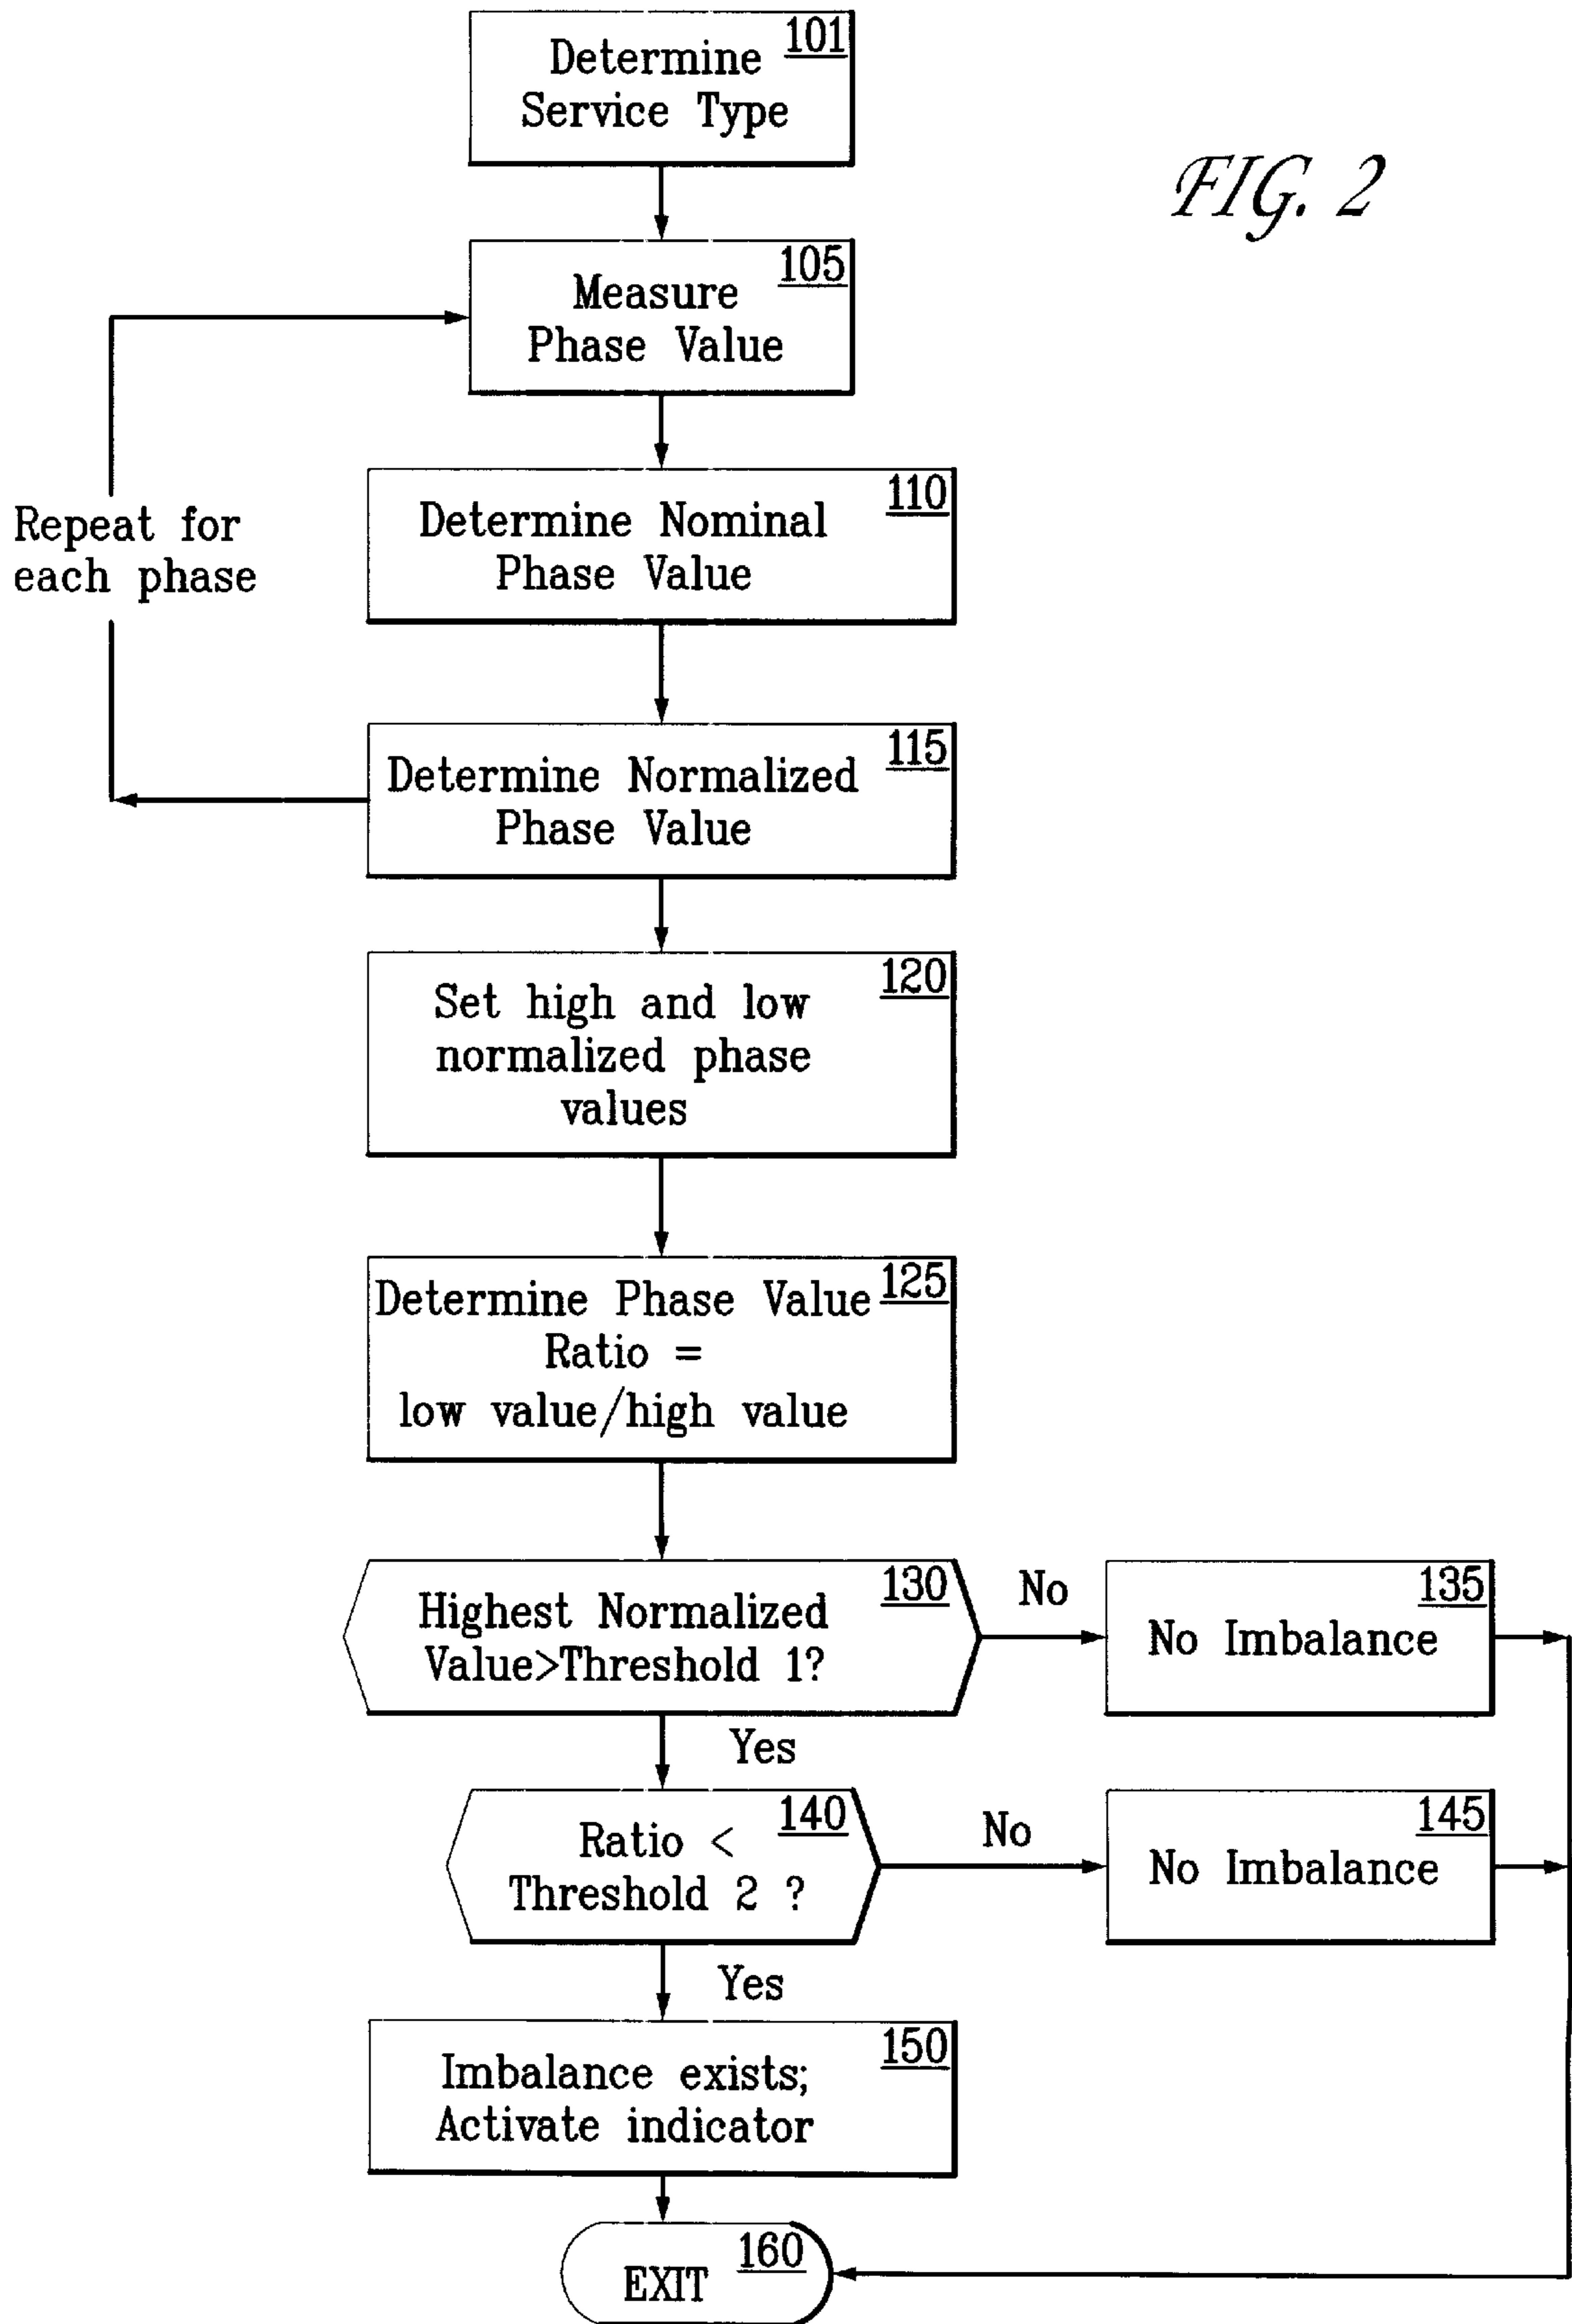 101
Determine
Service Type
FIG. 2
105
Measure
Phase Value
110
Determine Nominal
Phase Value
Repeat for
each phase
115
Determine Normalized
Phase Value
120
Set high and low
normalized phase
values
125
Determine Phase Value
Ratio =
low value/high value
130
Highest Normalized
Value>Threshold 1?
No
135
No Imbalance
Yes
140
Ratio <
Threshold 2 ?
No
145
No Imbalance
Yes
150
Imbalance exists;
Activate indicator
160
EXIT